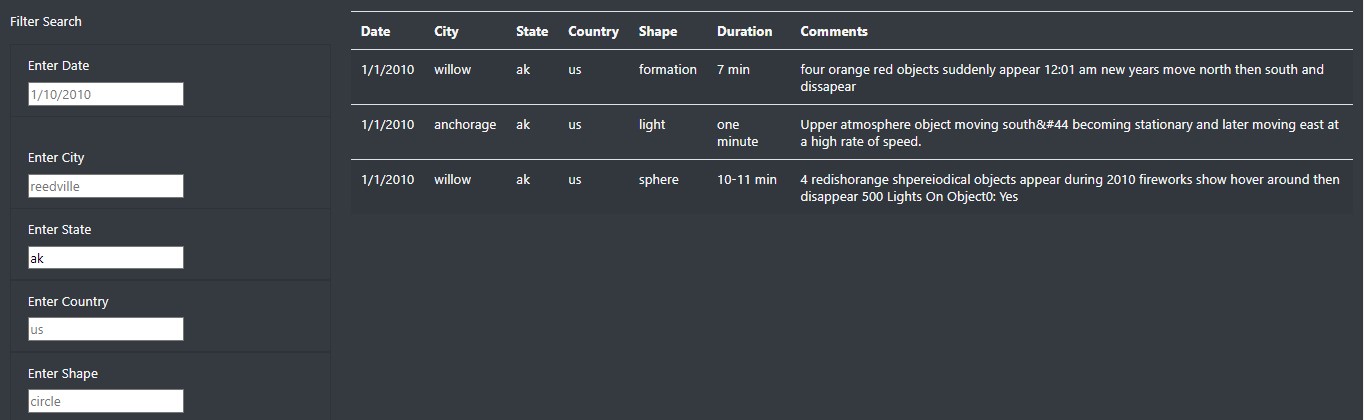 Filter Search
Enter Date
1/10/2010
Enter City
reedville
Enter State
ak
Enter Country
us
Enter Shape
circle
Date City State Country Shape Duration Comments
1/1/2010 willow ak us formation 7 min four orange red objects suddenly appear 12:01 am new years move north then south and
dissapear
1/1/2010 anchorage ak us light one Upper atmosphere object moving south&#44 becoming stationary and later moving east at
minute a high rate of speed.
1/1/2010 willow ak us sphere 10-11 min 4 redishorange shpereiodical objects appear during 2010 fireworks show hover around then
disappear 500 Lights On Object0: Yes